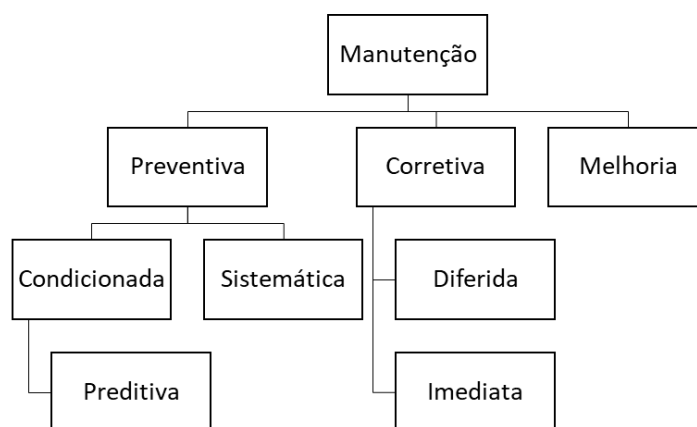 Manutenção
Preventiva
Corretiva
Melhoria
Condicionada
Sistemática
Diferida
Preditiva
Imediata